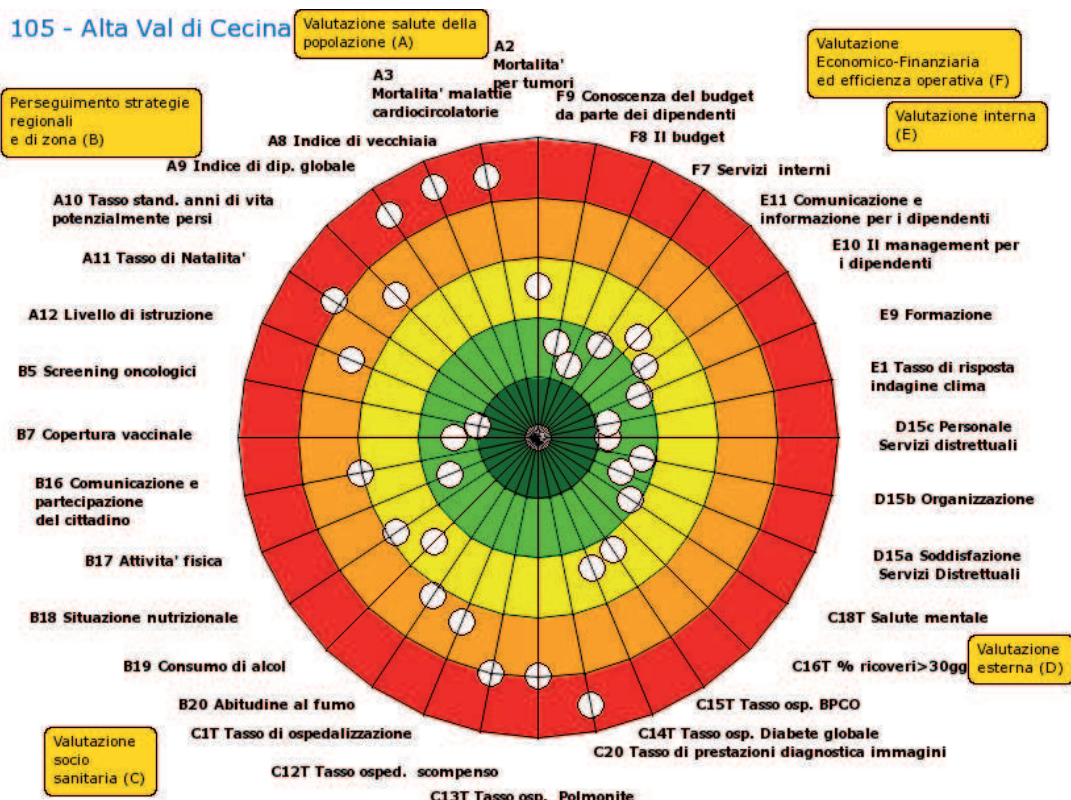 105 - Alta Val di Cecina
Valutazione salute della
popolazione (A)
A2
Mortalita'
per tumori
A3
Mortalita' malattie
cardiocircolatorie
F9 Conoscenza del budget
da parte dei dipendenti
F8 Il budget
Valutazione
Economico-Finanziaria
ed efficienza operativa (F)
Valutazione interna
(E)
Perseguimento strategie
regionali
e di zona (B)
A8 Indice di vecchiaia
A9 Indice di dip. globale
A10 Tasso stand. anni di vita
potenzialmente persi
A11 Tasso di Natalita'
A12 Livello di istruzione
B5 Screening oncologici
B7 Copertura vaccinale
B16 Comunicazione e
partecipazione
del cittadino
B17 Attivita' fisica
B18 Situazione nutrizionale
B19 Consumo di alcol
B20 Abitudine al fumo
C1T Tasso di ospedalizzazione
C12T Tasso osped. scompenso
C13T Tasso osp. Polmonite
F7 Servizi interni
E11 Comunicazione e
informazione per i dipendenti
E10 Il management per
i dipendenti
E9 Formazione
E1 Tasso di risposta
indagine clima
D15c Personale
Servizi distrettuali
D15b Organizzazione
D15a Soddisfazione
Servizi Distrettuali
C18T Salute mentale
C16T % ricoveri>30gg
Valutazione
esterna (D)
C15T Tasso osp. BPCO
C14T Tasso osp. Diabete globale
C20 Tasso di prestazioni diagnostica immagini
Valutazione
socio
sanitaria (C)